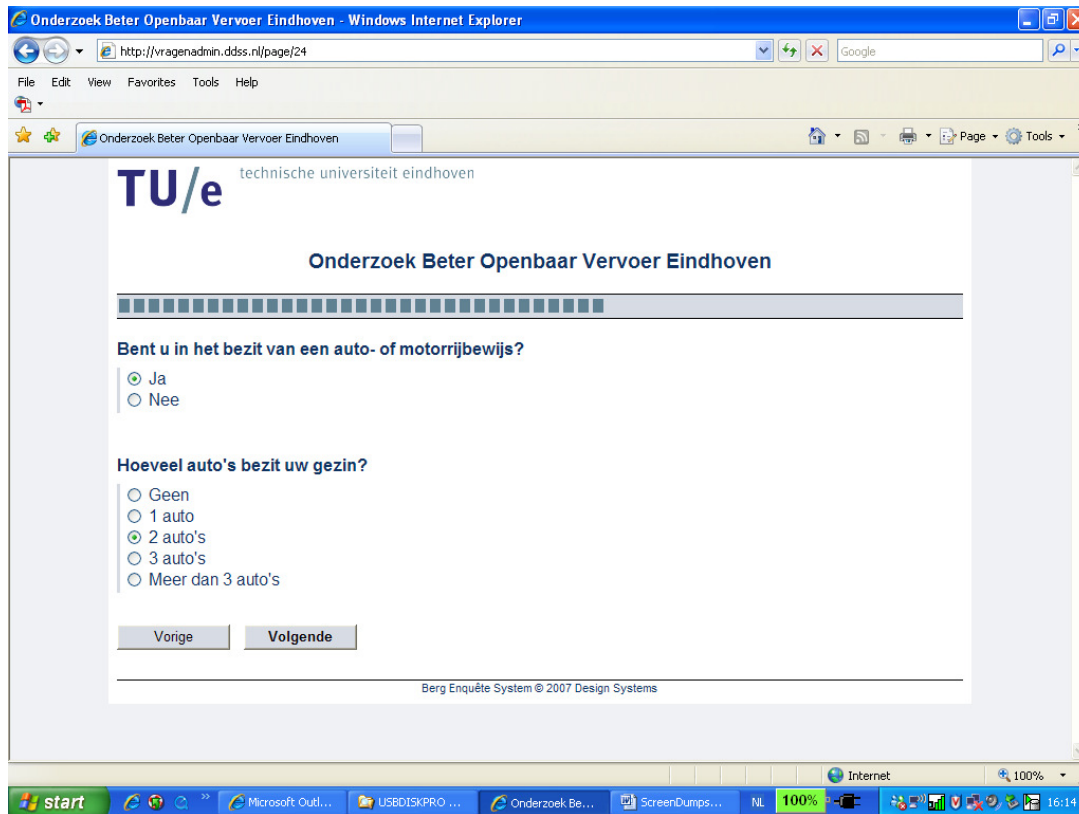 Onderzoek Beter Openbaar Vervoer Eindhoven - Windows Internet Explorer
http://vragenadmin.ddss.nl/page/24
Google
File Edit View Favorites Tools Help
Onderzoek Beter Openbaar Vervoer Eindhoven
Page Tools
TU/e technische universiteit eindhoven
Onderzoek Beter Openbaar Vervoer Eindhoven
Bent u in het bezit van een auto- of motorrijbewijs?
Ja
Nee
Hoeveel auto's bezit uw gezin?
Geen
1 auto
2 auto's
3 auto's
Meer dan 3 auto's
Vorige Volgende
Berg Enquête System © 2007 Design Systems
Internet 100%
start Microsoft Outl... USBDISKPRO ... Onderzoek Be... ScreenDumps... NL 100% 16:14